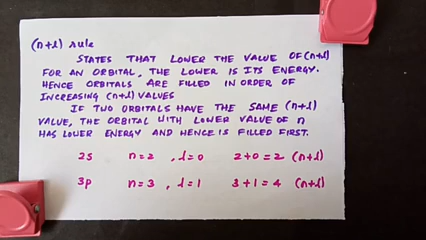 (n+l) rule
STATES THAT LOWER THE VALUE OF (n+l)
FOR AN ORBITAL, THE LOWER IS ITS ENERGY.
HENCE ORBITALS ARE FILLED IN ORDER OF
INCREASING (n+l) VALUES
IF TWO ORBITALS HAVE THE SAME (n+l)
VALUE, THE ORBITAL WITH LOWER VALUE OF n
HAS LOWER ENERGY AND HENCE IS FILLED FIRST.
2s n=2 , l=0 2+0=2 (n+l)
3p n=3 , l=1 3+1=4 (n+l)